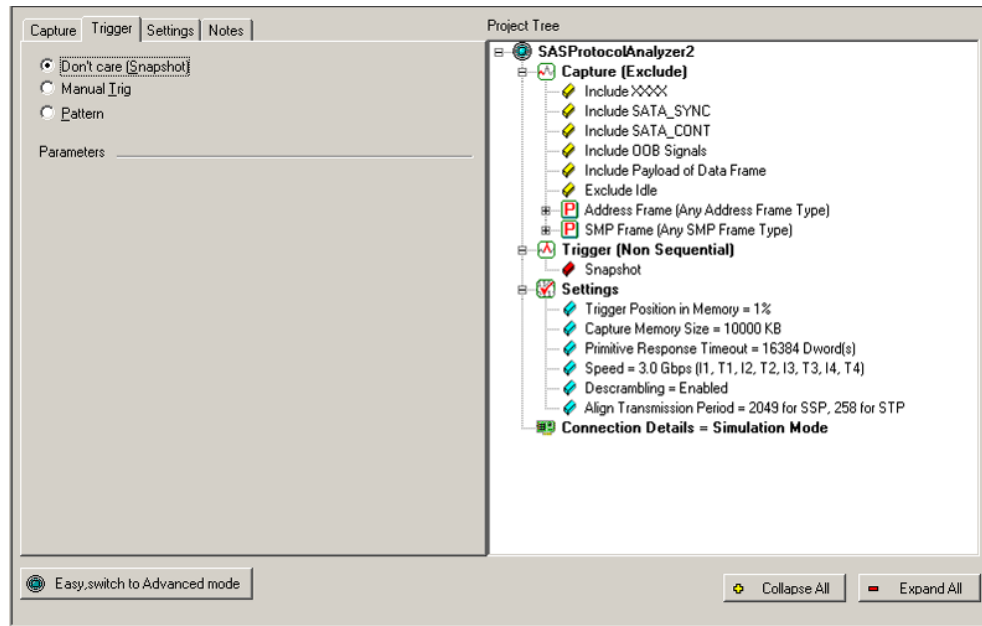 Capture Trigger Settings Notes
Don't care (Snapshot)
Manual Trig
Pattern
Parameters
Project Tree
SASProtocolAnalyzer2
Capture (Exclude)
Include XXXX
Include SATA_SYNC
Include SATA_CONT
Include OOB Signals
Include Payload of Data Frame
Exclude Idle
Address Frame (Any Address Frame Type)
SMP Frame (Any SMP Frame Type)
Trigger (Non Sequential)
Snapshot
Settings
Trigger Position in Memory = 1%
Capture Memory Size = 10000 KB
Primitive Response Timeout = 16384 Dword(s)
Speed = 3.0 Gbps (I1, T1, I2, T2, I3, T3, I4, T4)
Descrambling = Enabled
Align Transmission Period = 2049 for SSP, 258 for STP
Connection Details = Simulation Mode
Easy,switch to Advanced mode
Collapse All
Expand All